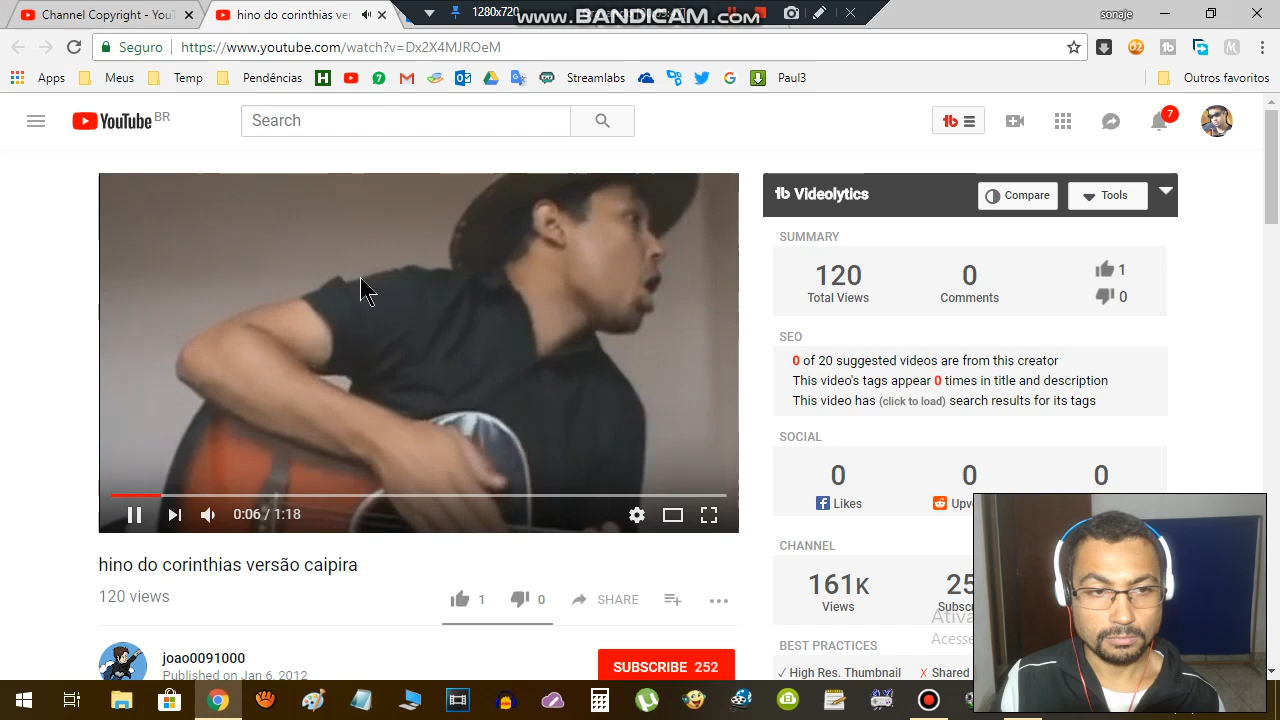 Channel Copyright - YouT
hino do corinthias ver
1280x720
www.BANDICAM.com
sonaje
Seguro
https://www.youtube.com/watch?v=Dx2X4MJROeM
Apps
Meus
Temp
Pendências
Streamlabs
Paul3
Outros favoritos
YouTube BR
Search
7
Videolytics
Compare
Tools
SUMMARY
120
Total Views
0
Comments
1
0
SEO
0 of 20 suggested videos are from this creator
This video's tags appear 0 times in title and description
This video has (click to load) search results for its tags
SOCIAL
0
Likes
0
Upv
0
CHANNEL
161K
Views
25
Subsc
Ativa
Acesse
BEST PRACTICES
High Res. Thumbnail
Shared
0:06 / 1:18
hino do corinthias versão caipira
120 views
1
0
SHARE
joao0091000
Published on Jan 6, 2012
SUBSCRIBE 252